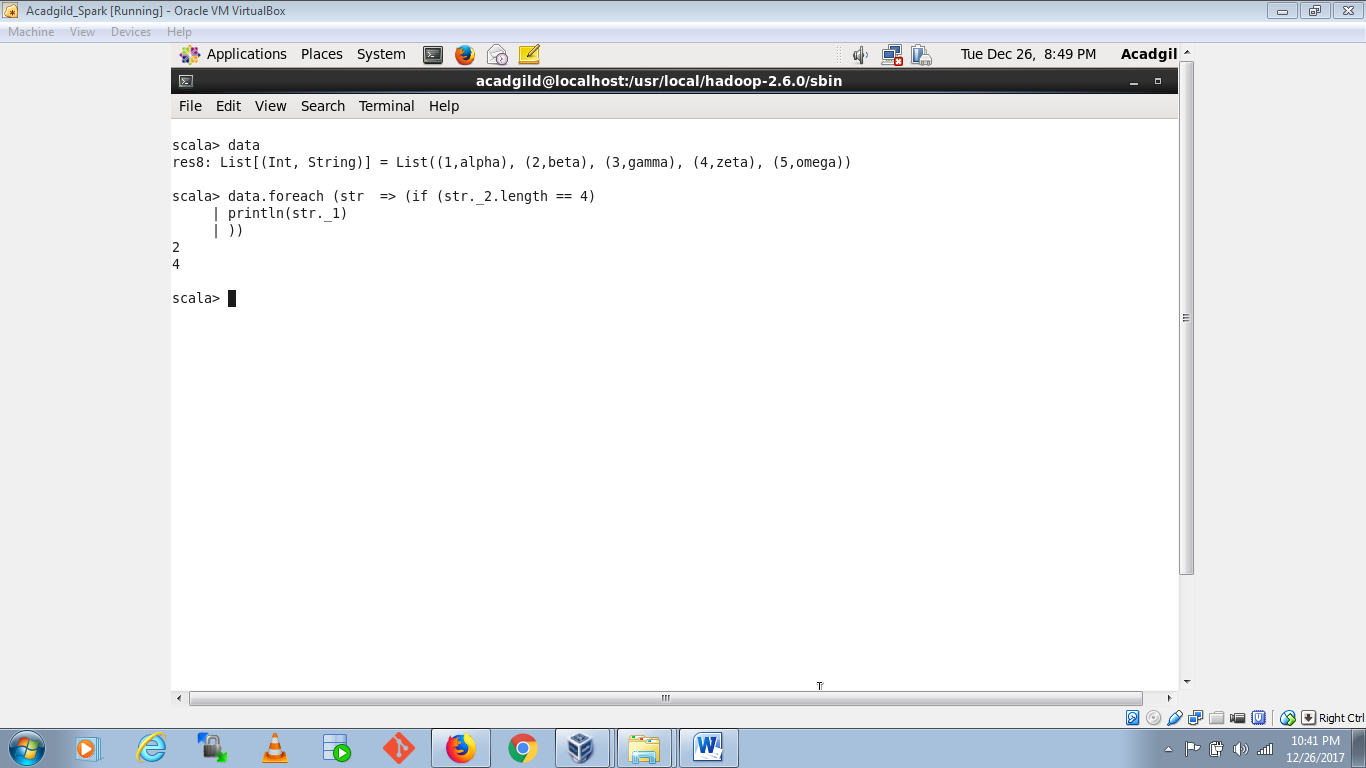 Acadgild_Spark [Running] - Oracle VM VirtualBox
Machine View Devices Help
Applications Places System Tue Dec 26, 8:49 PM Acadgil
acadgild@localhost:/usr/local/hadoop-2.6.0/sbin
File Edit View Search Terminal Help
scala> data
res8: List[(Int, String)] = List((1,alpha), (2,beta), (3,gamma), (4,zeta), (5,omega))
scala> data.foreach (str  => (if (str._2.length == 4)
     | println(str._1)
     | ))
2
4
scala>
Right Ctrl
10:41 PM
12/26/2017